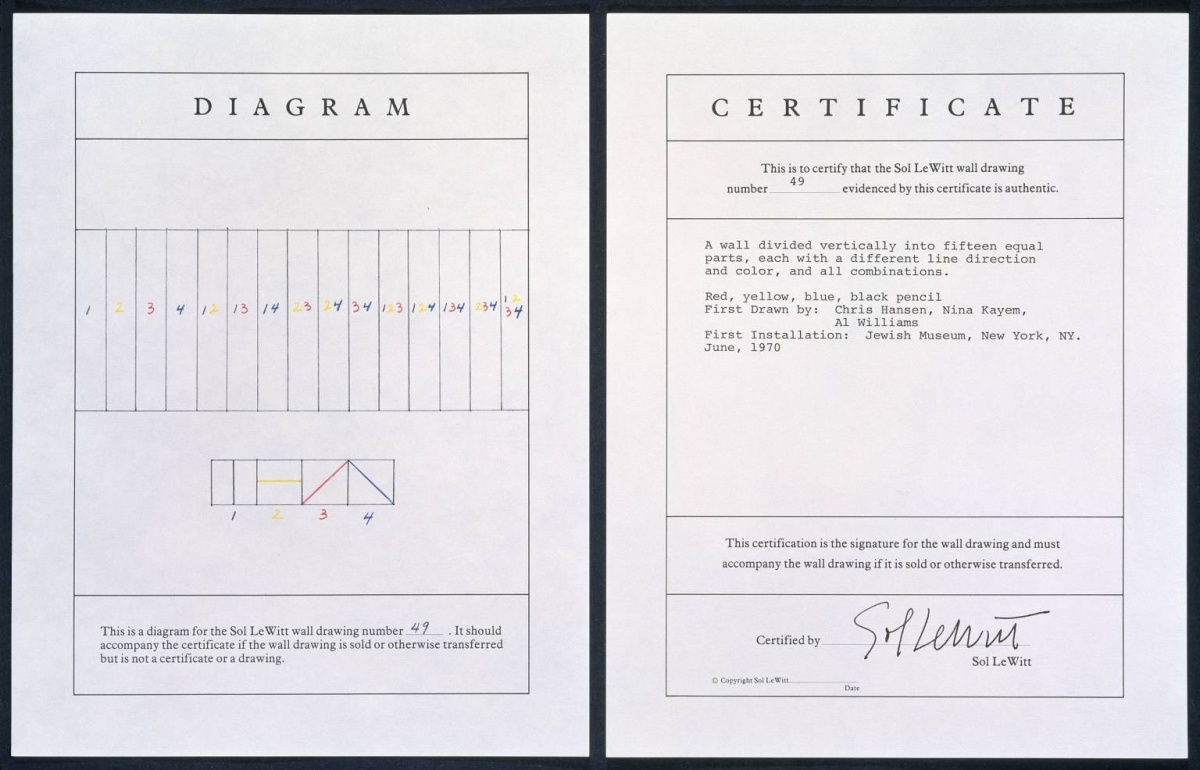 DIAGRAM
1 2 3 4 12 13 14 23 24 34 123 124 134 234 12
34
1 2 3 4
This is a diagram for the Sol LeWitt wall drawing number 49 . It should
accompany the certificate if the wall drawing is sold or otherwise transferred
but is not a certificate or a drawing.
CERTIFICATE
This is to certify that the Sol LeWitt wall drawing
number 49 evidenced by this certificate is authentic.
A wall divided vertically into fifteen equal
parts, each with a different line direction
and color, and all combinations.
Red, yellow, blue, black pencil
First Drawn by: Chris Hansen, Nina Kayem,
Al Williams
First Installation: Jewish Museum, New York, NY.
June, 1970
This certification is the signature for the wall drawing and must
accompany the wall drawing if it is sold or otherwise transferred.
Certified by Sol LeWitt
Sol LeWitt
© Copyright Sol LeWitt
Date